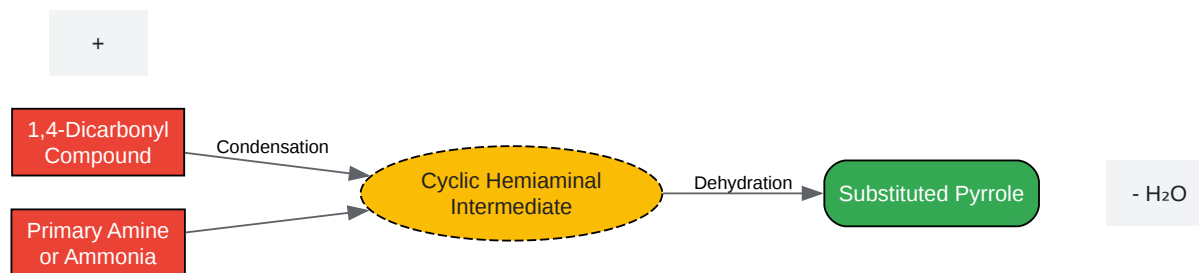 +
1,4-Dicarbonyl
Compound
Condensation
Primary Amine
or Ammonia
Cyclic Hemiaminal
Intermediate
Dehydration
Substituted Pyrrole
- H₂O